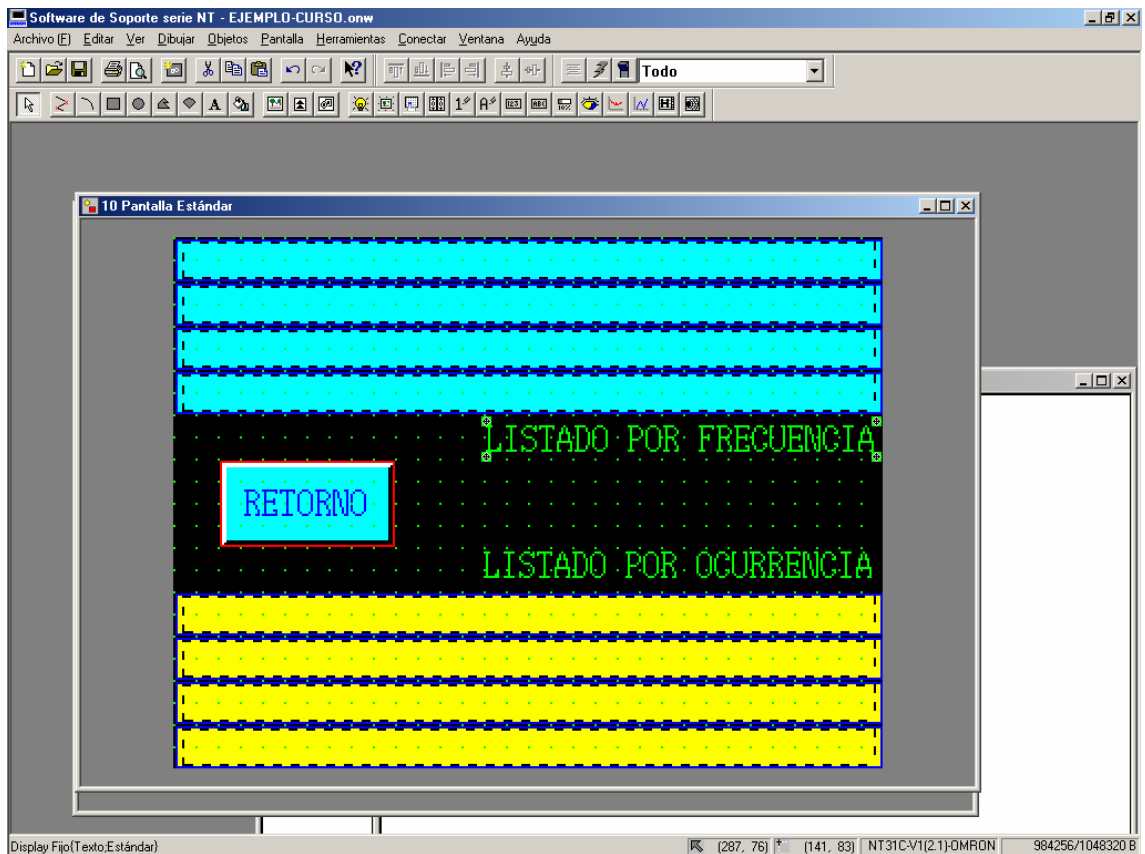 Software de Soporte serie NT - EJEMPLO-CURSO.onw
Archivo (F) Editar Ver Dibujar Objetos Pantalla Herramientas Conectar Ventana Ayuda
Todo
10 Pantalla Estándar
LISTADO POR FRECUENCIA
RETORNO
LISTADO POR OCURRENCIA
Display Fijo{Texto;Estándar} (287, 76) (141, 83) NT31C-V1(2.1)-OMRON 984256/1048320 B